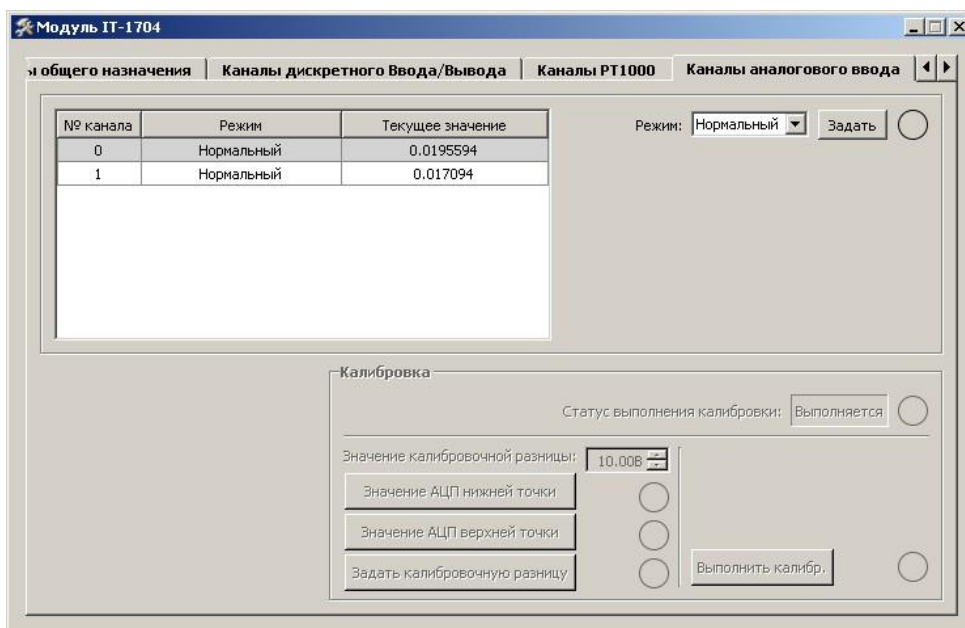 Модуль IT-1704
ы общего назначения Каналы дискретного Ввода/Вывода Каналы PT1000 Каналы аналогового ввода
№ канала Режим Текущее значение
0 Нормальный 0.0195594
1 Нормальный 0.017094
Режим: Нормальный Задать
Калибровка
Статус выполнения калибровки: Выполняется
Значение калибровочной разницы: 10.00В
Значение АЦП нижней точки
Значение АЦП верхней точки
Задать калибровочную разницу
Выполнить калибр.